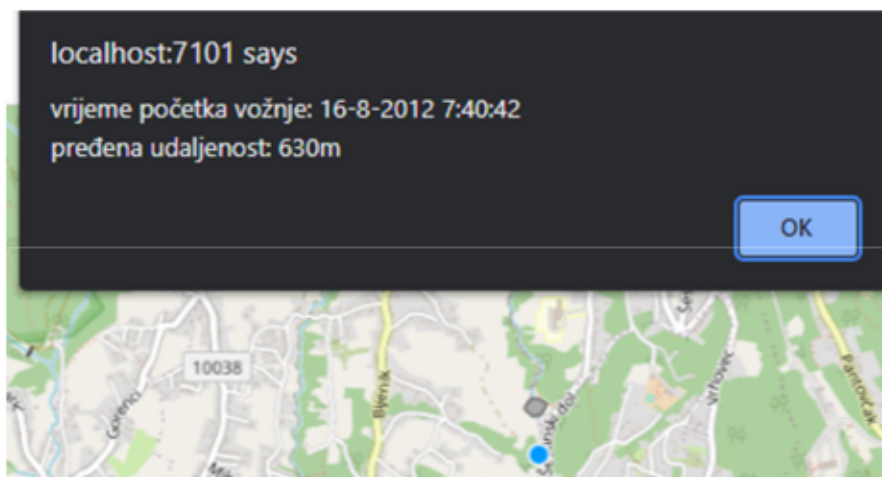 localhost:7101 says
vrijeme početka vožnje: 16-8-2012 7:40:42
pređena udaljenost: 630m
OK
10038
Gorenci
Bijenik
Vrhovec
Pantovčak